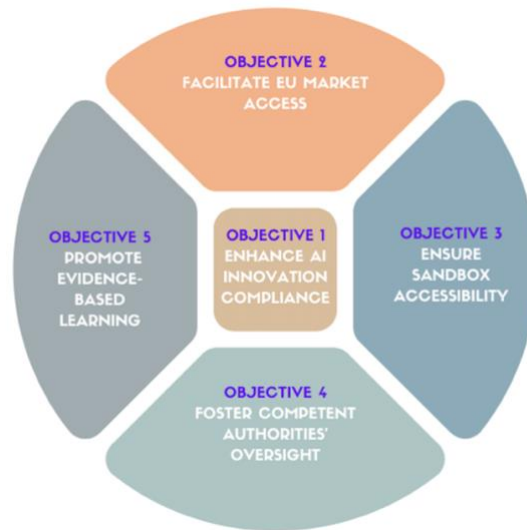 OBJECTIVE 2
FACILITATE EU MARKET
ACCESS
OBJECTIVE 5
PROMOTE
EVIDENCE-
BASED
LEARNING
OBJECTIVE 1
ENHANCE AI
INNOVATION
COMPLIANCE
OBJECTIVE 3
ENSURE
SANDBOX
ACCESSIBILITY
OBJECTIVE 4
FOSTER COMPETENT
AUTHORITIES'
OVERSIGHT